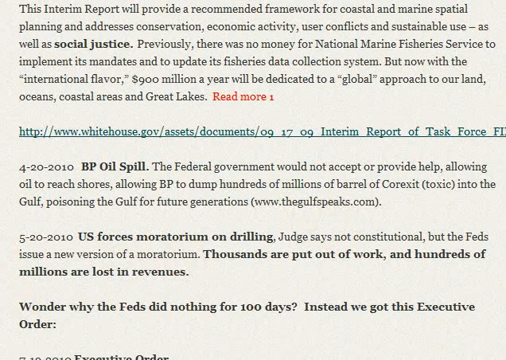 This Interim Report will provide a recommended framework for coastal and marine spatial
planning and addresses conservation, economic activity, user conflicts and sustainable use – as
well as social justice. Previously, there was no money for National Marine Fisheries Service to
implement its mandates and to update its fisheries data collection system. But now with the
“international flavor,” $900 million a year will be dedicated to a “global” approach to our land,
oceans, coastal areas and Great Lakes. Read more 1
http://www.whitehouse.gov/assets/documents/09_17_09_Interim_Report_of_Task_Force_FI
4-20-2010 BP Oil Spill. The Federal government would not accept or provide help, allowing
oil to reach shores, allowing BP to dump hundreds of millions of barrel of Corexit (toxic) into the
Gulf, poisoning the Gulf for future generations (www.thegulfspeaks.com).
5-20-2010 US forces moratorium on drilling, Judge says not constitutional, but the Feds
issue a new version of a moratorium. Thousands are put out of work, and hundreds of
millions are lost in revenues.
Wonder why the Feds did nothing for 100 days? Instead we got this Executive
Order:
Executive Order